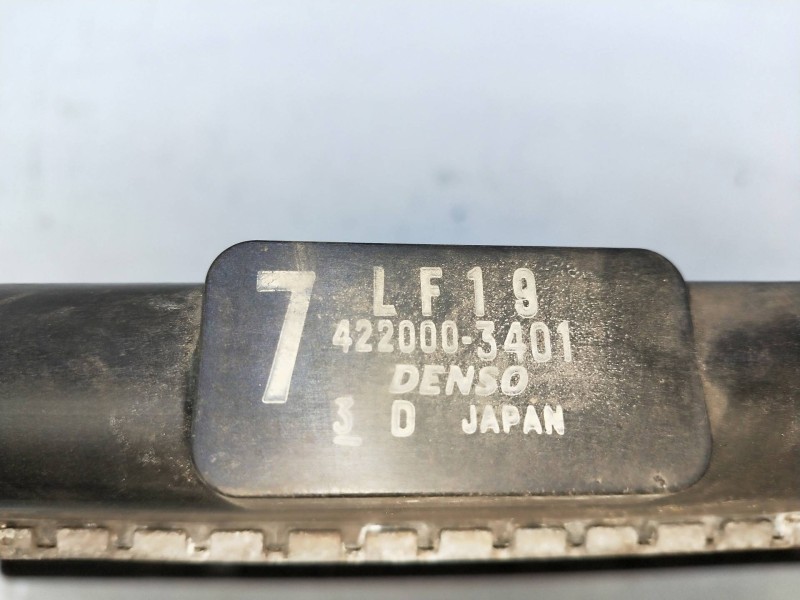 7 LF19
422000-3401
DENSO
3 D JAPAN